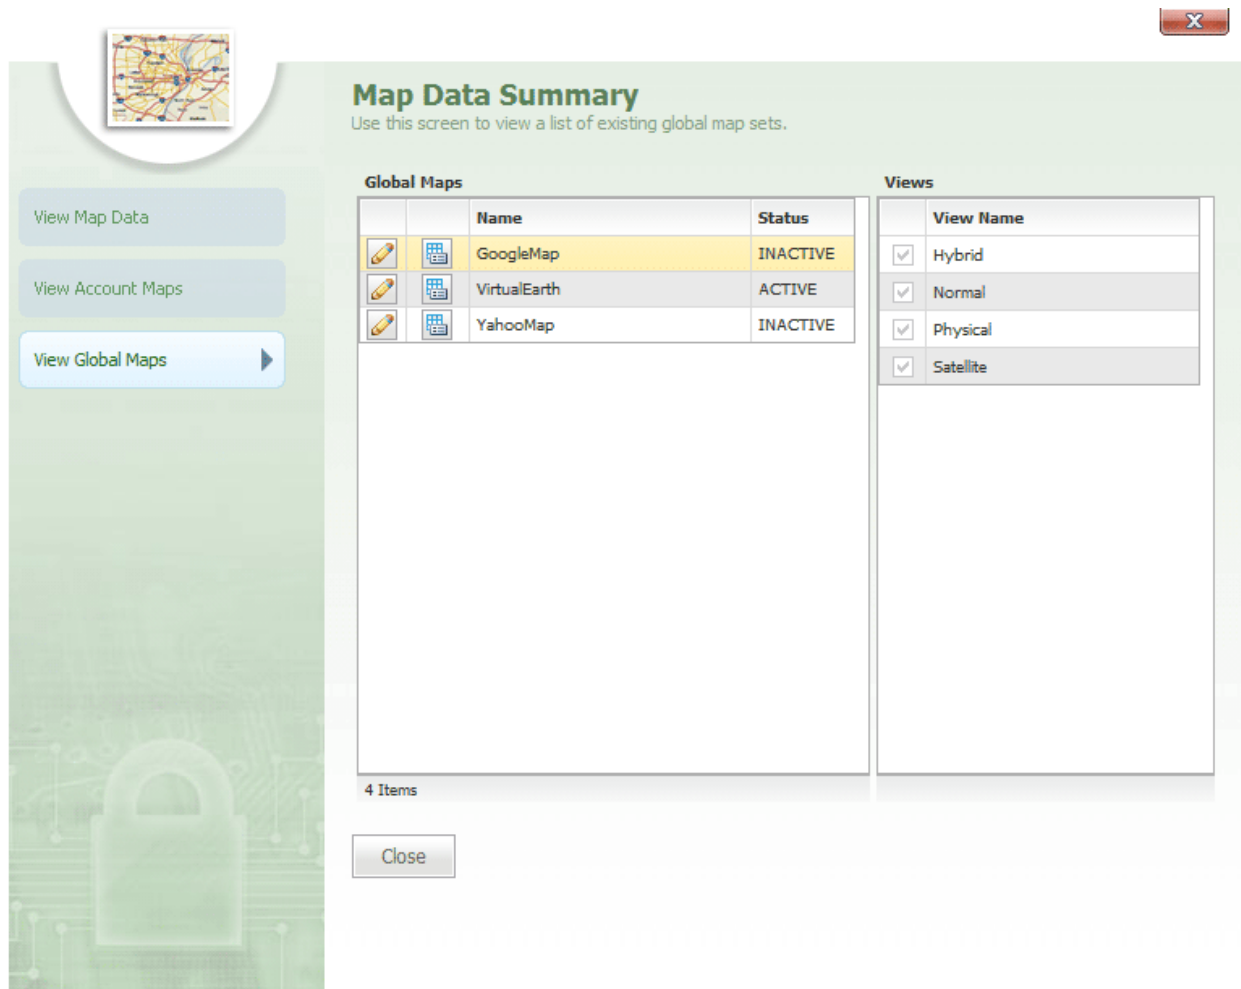 X
Map Data Summary
Use this screen to view a list of existing global map sets.
View Map Data
View Account Maps
View Global Maps
Global Maps
Name Status
GoogleMap INACTIVE
VirtualEarth ACTIVE
YahooMap INACTIVE
4 Items
Views
View Name
Hybrid
Normal
Physical
Satellite
Close